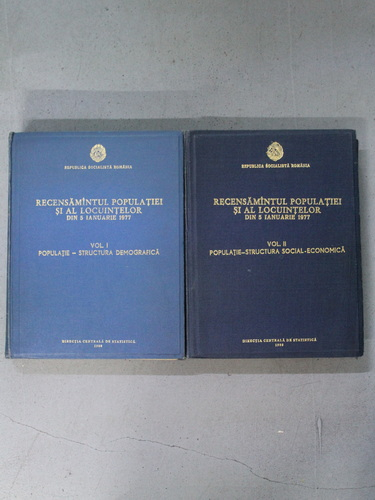 REPUBLICA SOCIALISTĂ ROMÂNIA
RECENSĂMÎNTUL POPULAȚIEI
ȘI AL LOCUINȚELOR
DIN 5 IANUARIE 1977
VOL. I
POPULAȚIE – STRUCTURA DEMOGRAFICĂ
DIRECȚIA CENTRALĂ DE STATISTICĂ
REPUBLICA SOCIALISTĂ ROMÂNIA
RECENSĂMÎNTUL POPULAȚIEI
ȘI AL LOCUINȚELOR
DIN 5 IANUARIE 1977
VOL. II
POPULAȚIE–STRUCTURA SOCIAL-ECONOMICĂ
DIRECȚIA CENTRALĂ DE STATISTICĂ